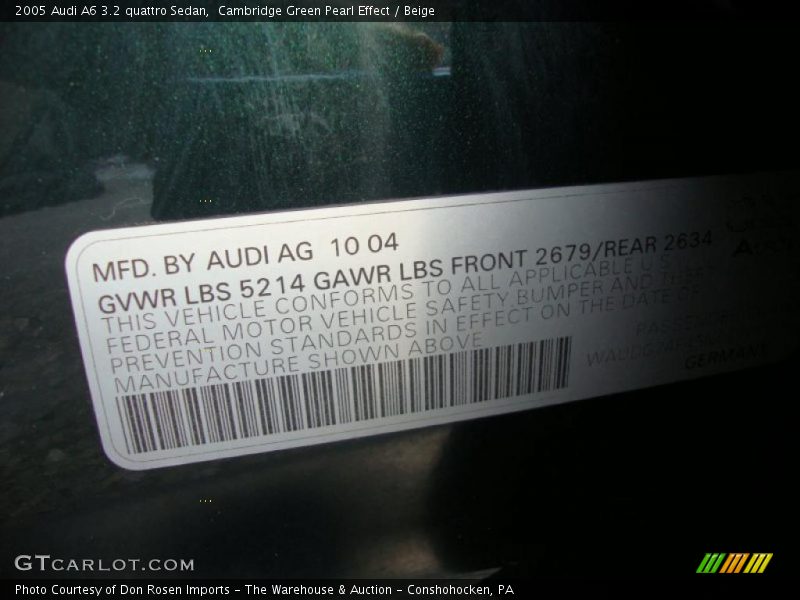 2005 Audi A6 3.2 quattro Sedan, Cambridge Green Pearl Effect / Beige
MFD. BY AUDI AG 10 04
GVWR LBS 5214 GAWR LBS FRONT 2679/REAR 2634
THIS VEHICLE CONFORMS TO ALL APPLICABLE U.S.
FEDERAL MOTOR VEHICLE SAFETY BUMPER AND THEFT
PREVENTION STANDARDS IN EFFECT ON THE DATE OF
MANUFACTURE SHOWN ABOVE
PASSENGER
GERMANY
GTCARLOT.COM
Photo Courtesy of Don Rosen Imports - The Warehouse & Auction - Conshohocken, PA